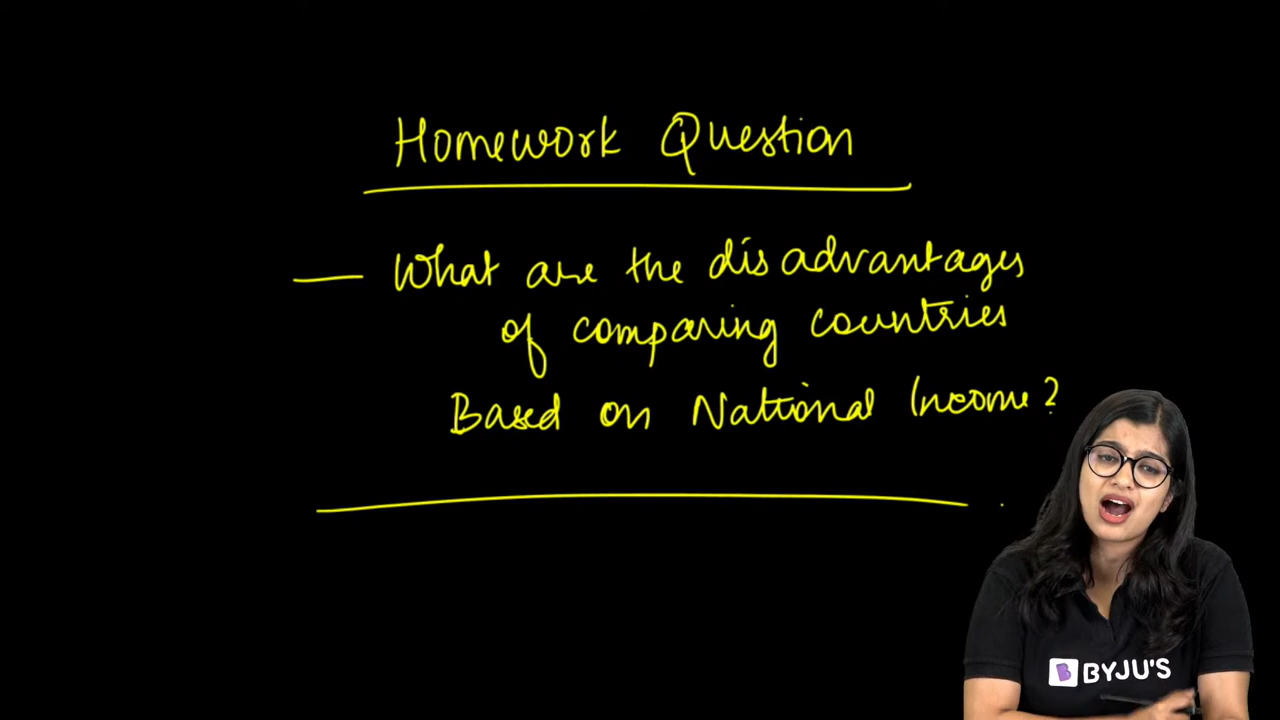 Homework Question
— What are the disadvantages
of comparing countries
Based on National Income?
BYJU'S